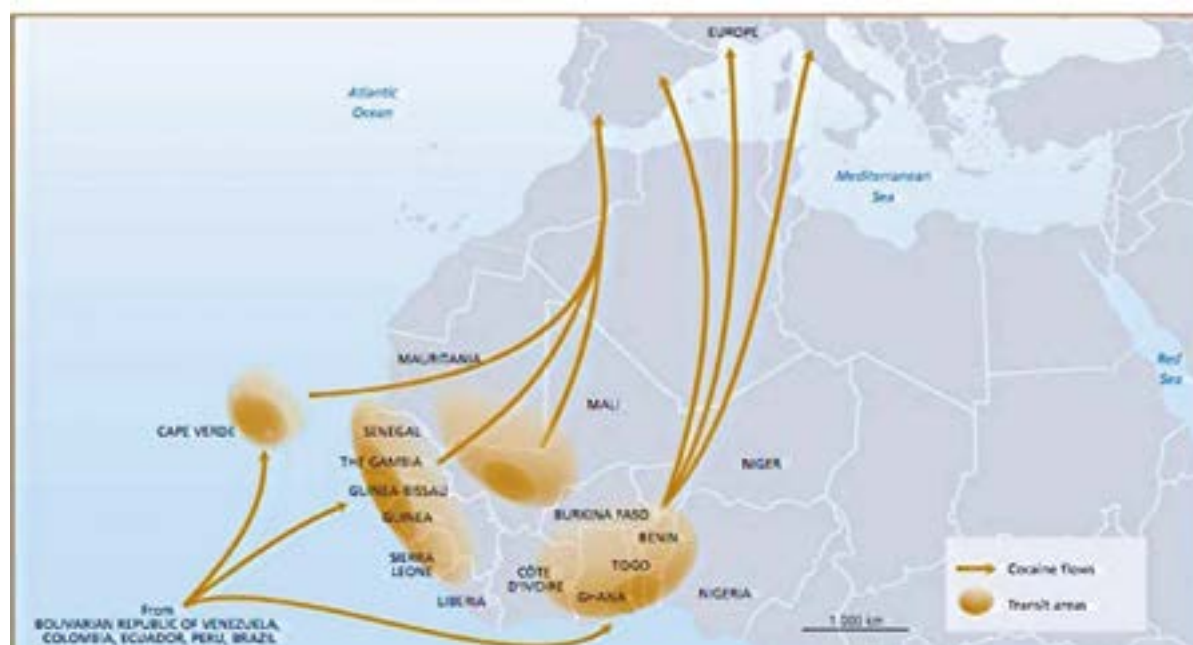 EUROPE
Atlantic
Ocean
Mediterranean
Sea
Red
Sea
MAURITANIA
MALI
CAPE VERDE
SENEGAL
THE GAMBIA
NIGER
GUINEA-BISSAU
GUINEA
BURKINA FASO
BENIN
SIERRA
LEONE
CÔTE
D'IVOIRE
TOGO
LIBERIA
GHANA
NIGERIA
From
BOLIVARIAN REPUBLIC OF VENEZUELA,
COLOMBIA, ECUADOR, PERU, BRAZIL
Cocaine flows
Transit areas
1 000 km